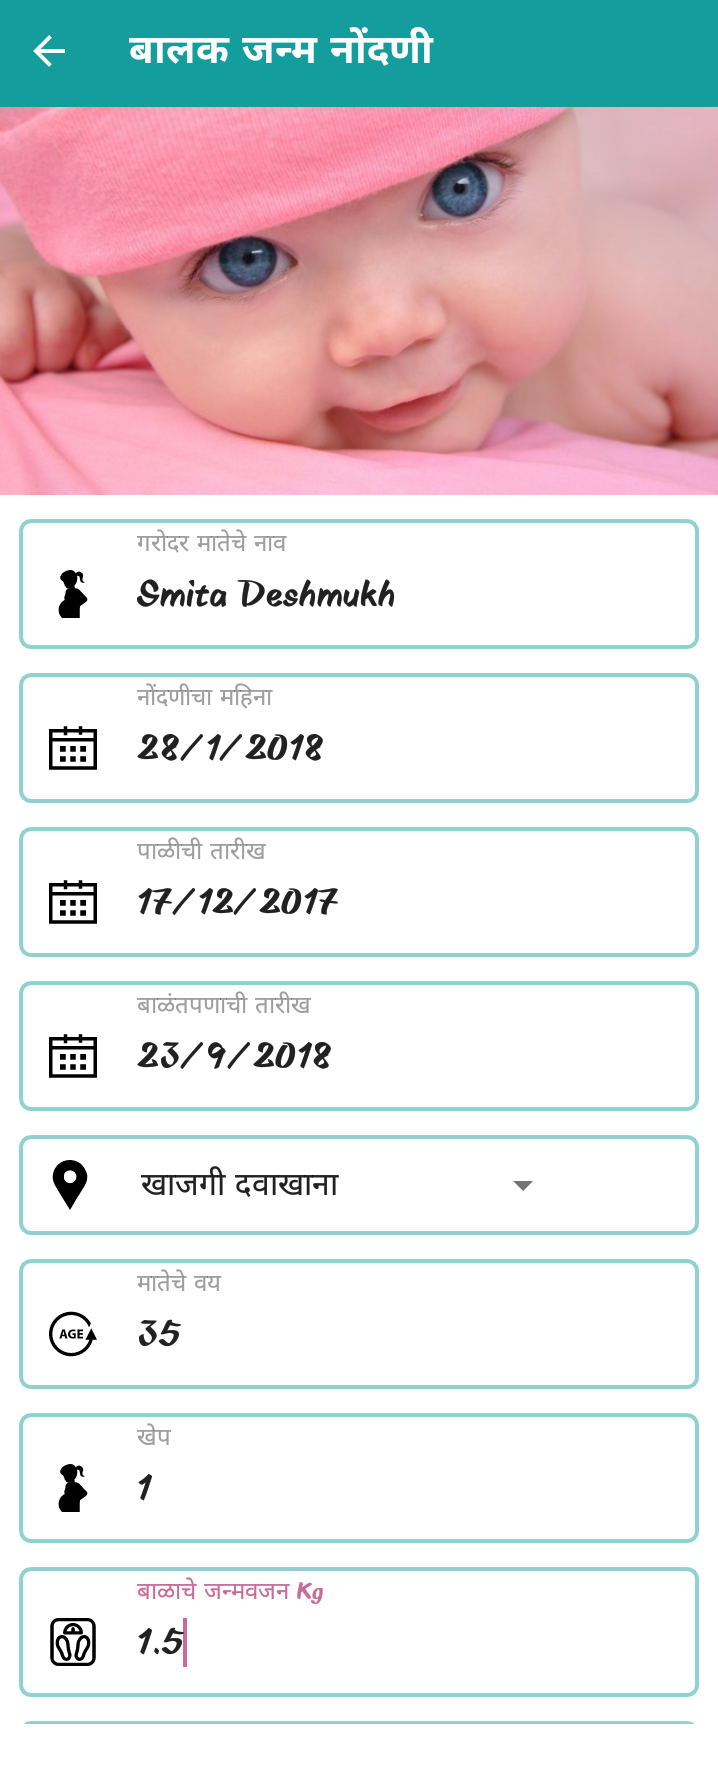 बालक जन्म नोंदणी
गरोदर मातेचे नाव
Smita Deshmukh
नोंदणीचा महिना
28/1/2018
पाळीची तारीख
17/12/2017
बाळंतपणाची तारीख
23/9/2018
खाजगी दवाखाना
मातेचे वय
AGE
35
खेप
1
बाळाचे जन्मवजन Kg
1.5